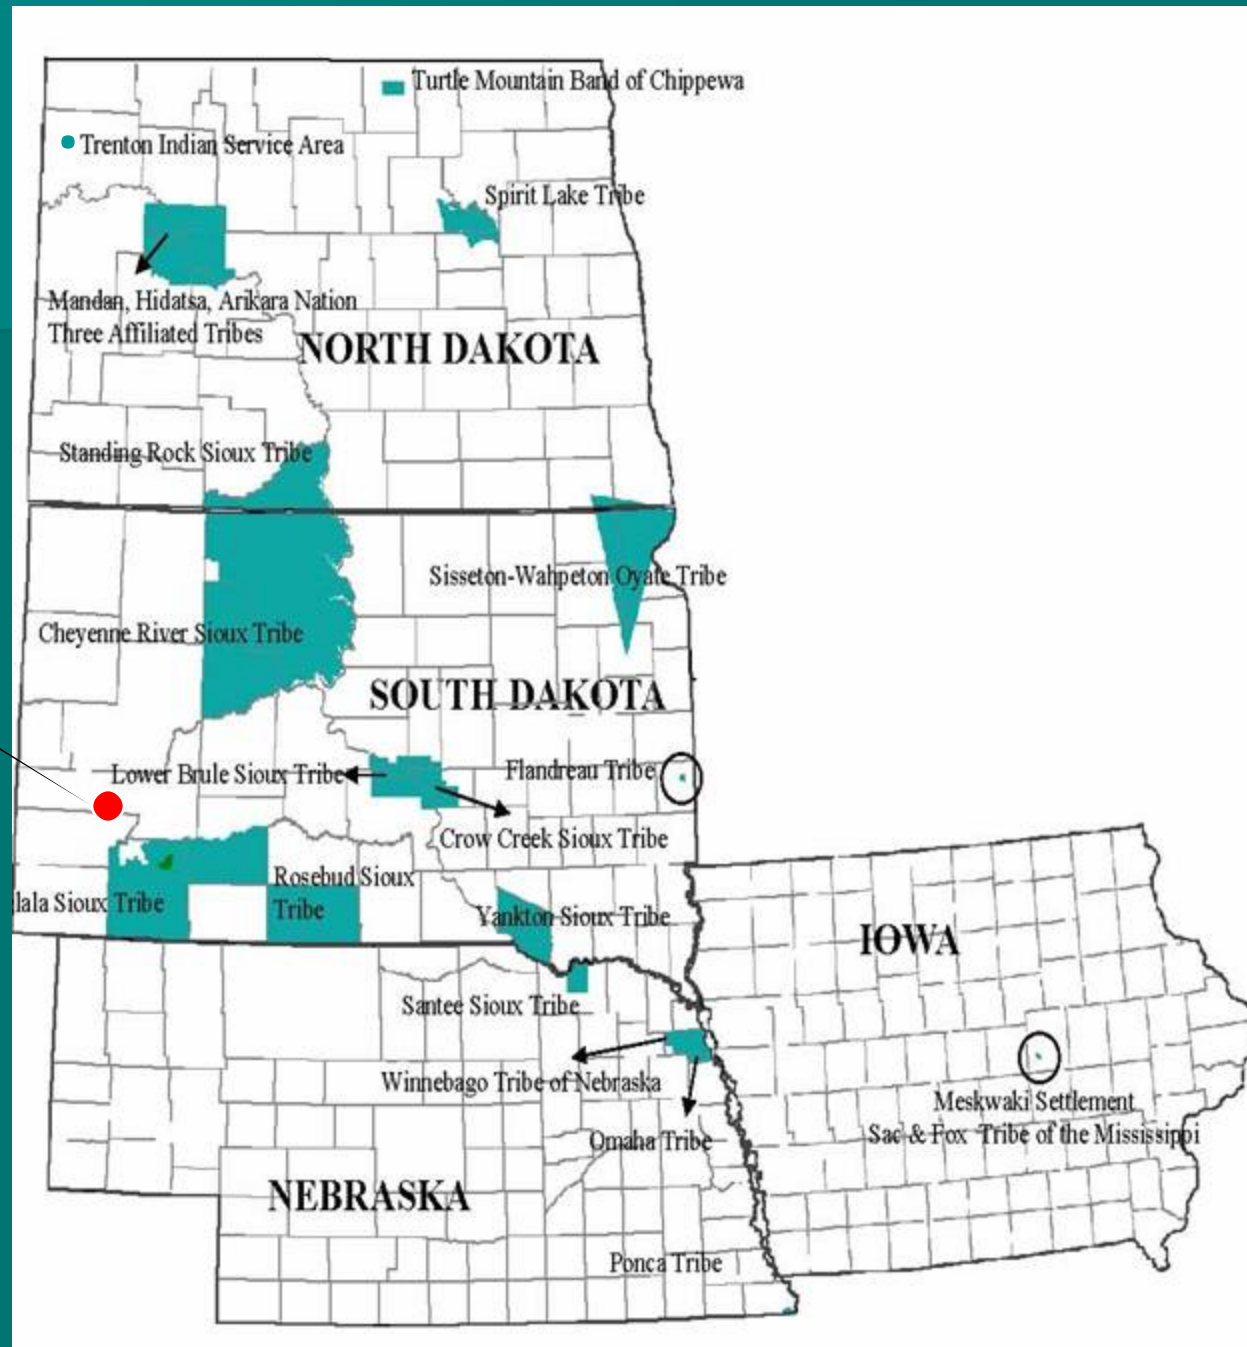 Turtle Mountain Band of Chippewa
Trenton Indian Service Area
Spirit Lake Tribe
Mandan, Hidatsa, Arikara Nation
Three Affiliated Tribes
NORTH DAKOTA
Standing Rock Sioux Tribe
Sisseton-Wahpeton Oyate Tribe
Cheyenne River Sioux Tribe
SOUTH DAKOTA
Lower Brule Sioux Tribe
Flandreau Tribe
Crow Creek Sioux Tribe
Rosebud Sioux
Tribe
lala Sioux Tribe
Yankton Sioux Tribe
IOWA
Santee Sioux Tribe
Winnebago Tribe of Nebraska
Meskwaki Settlement
Sac & Fox Tribe of the Mississippi
Omaha Tribe
NEBRASKA
Ponca Tribe